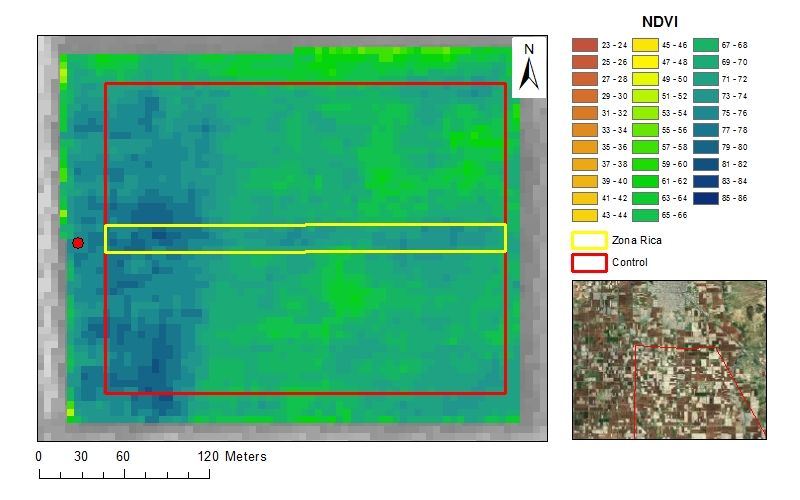 NDVI
N
23 - 24 45 - 46 67 - 68
25 - 26 47 - 48 69 - 70
27 - 28 49 - 50 71 - 72
29 - 30 51 - 52 73 - 74
31 - 32 53 - 54 75 - 76
33 - 34 55 - 56 77 - 78
35 - 36 57 - 58 79 - 80
37 - 38 59 - 60 81 - 82
39 - 40 61 - 62 83 - 84
41 - 42 63 - 64 85 - 86
43 - 44 65 - 66
Zona Rica
Control
0 30 60 120 Meters